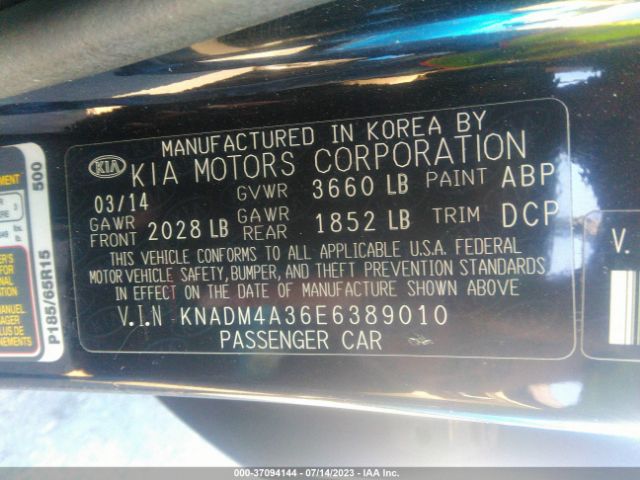 MANUFACTURED IN KOREA BY
KIA KIA MOTORS CORPORATION
03/14 GVWR 3660 LB PAINT ABP
GAWR FRONT 2028 LB GAWR REAR 1852 LB TRIM DCP
THIS VEHICLE CONFORMS TO ALL APPLICABLE U.S.A. FEDERAL
MOTOR VEHICLE SAFETY, BUMPER, AND THEFT PREVENTION STANDARDS
IN EFFECT ON THE DATE OF MANUFACTURE SHOWN ABOVE
V.I.N KNADM4A36E6389010
PASSENGER CAR
500
P185/65R15
V.
000-37094144 - 07/14/2023 - IAA Inc.